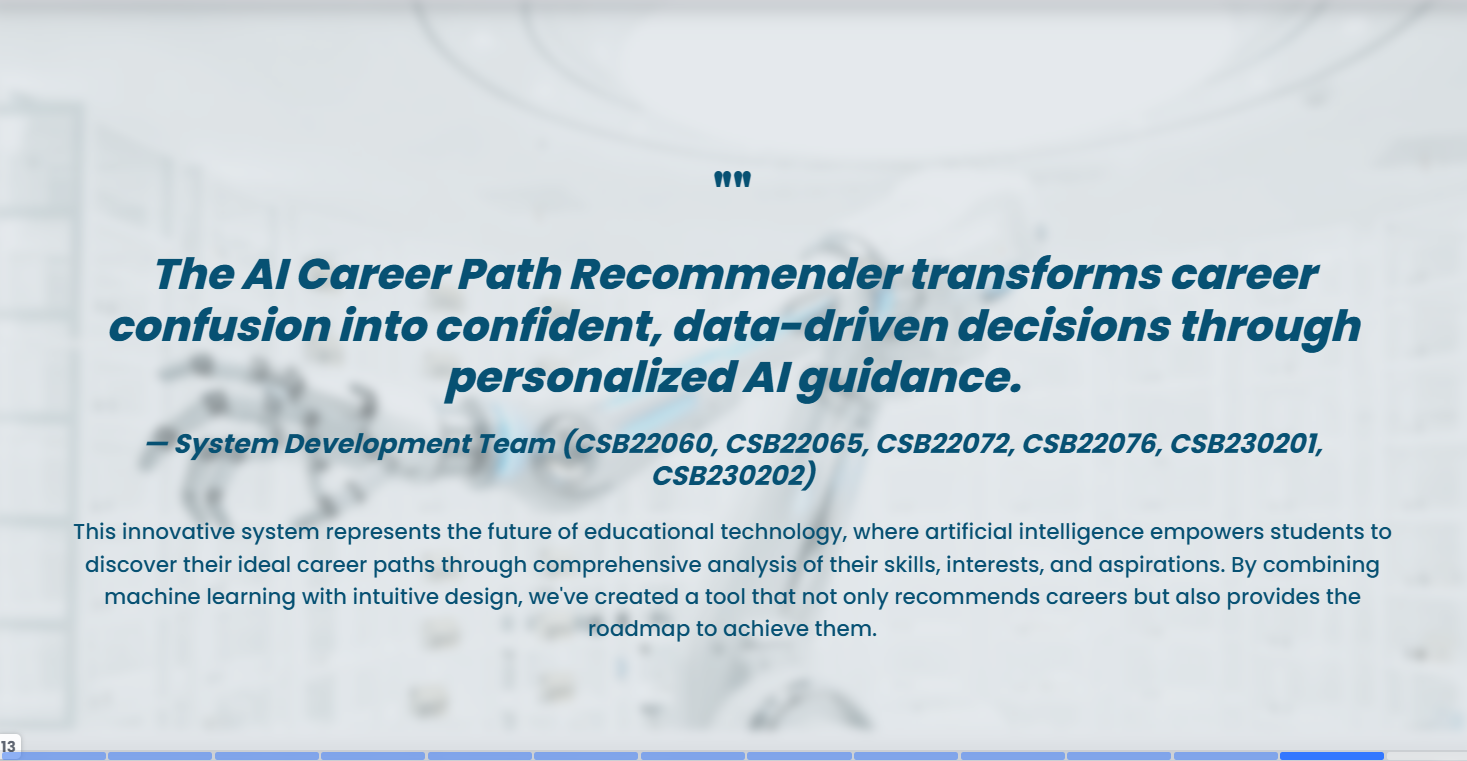 ""
The AI Career Path Recommender transforms career
confusion into confident, data-driven decisions through
personalized AI guidance.
— System Development Team (CSB22060, CSB22065, CSB22072, CSB22076, CSB230201,
CSB230202)
This innovative system represents the future of educational technology, where artificial intelligence empowers students to
discover their ideal career paths through comprehensive analysis of their skills, interests, and aspirations. By combining
machine learning with intuitive design, we've created a tool that not only recommends careers but also provides the
roadmap to achieve them.
13